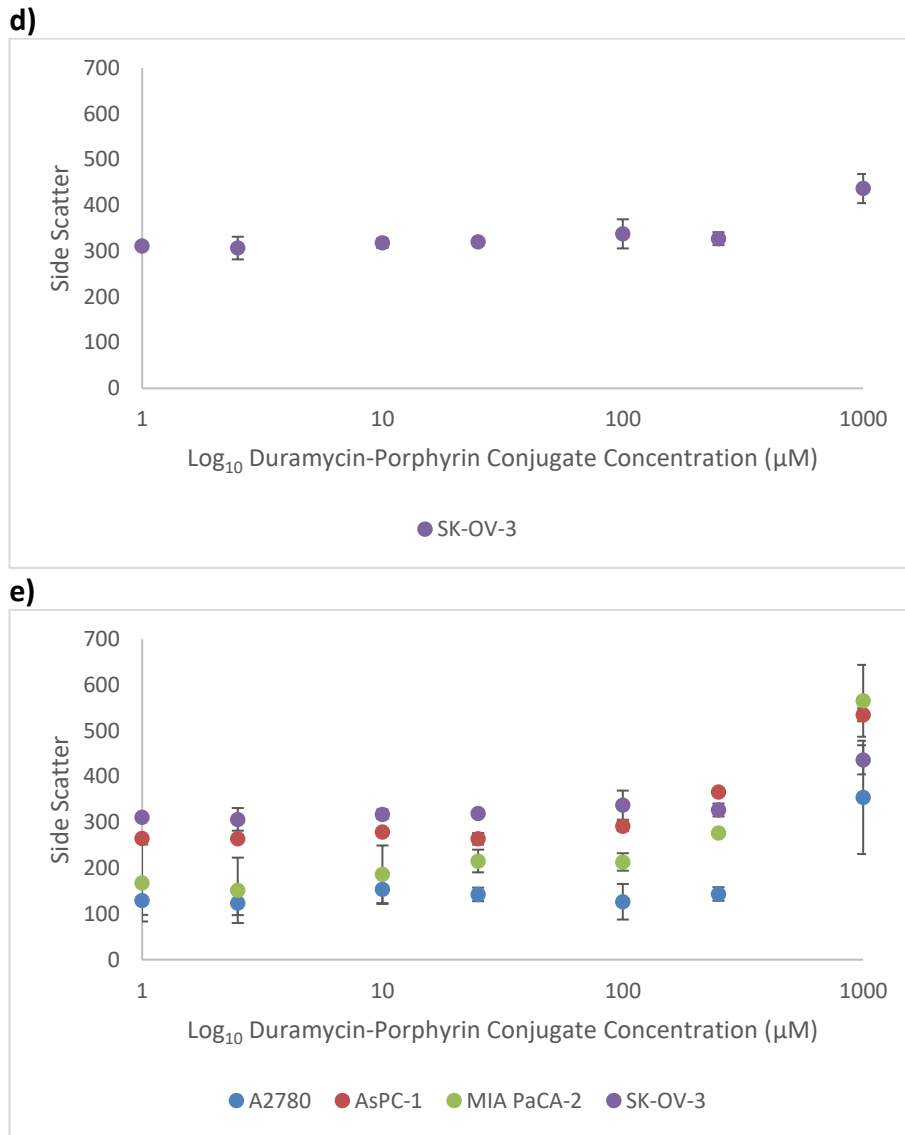 d)
700
600
500
400
300
200
100
0
Side Scatter
1 10 100 1000
Log₁₀ Duramycin-Porphyrin Conjugate Concentration (µM)
SK-OV-3
e)
700
600
500
400
300
200
100
0
Side Scatter
1 10 100 1000
Log₁₀ Duramycin-Porphyrin Conjugate Concentration (µM)
A2780 AsPC-1 MIA PaCA-2 SK-OV-3